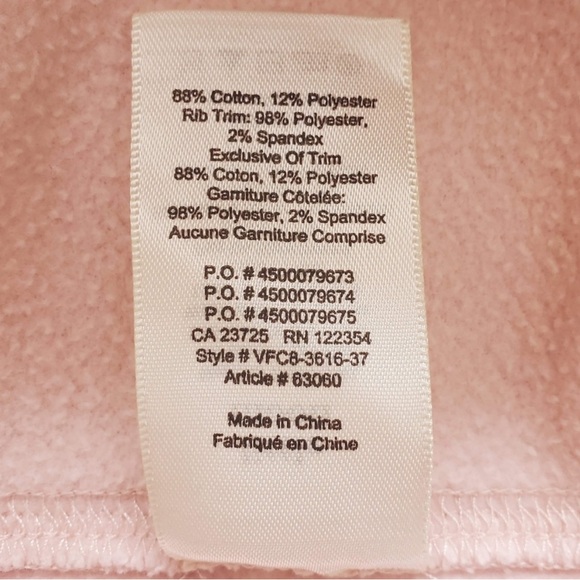 88% Cotton, 12% Polyester
Rib Trim: 98% Polyester,
2% Spandex
Exclusive Of Trim
88% Coton, 12% Polyester
Garniture Côtelée:
98% Polyester, 2% Spandex
Aucune Garniture Comprise
P.O. # 4500079673
P.O. # 4500079674
P.O. # 4500079675
CA 23725 RN 122354
Style # VFC8-3616-37
Article # 63060
Made in China
Fabriqué en Chine